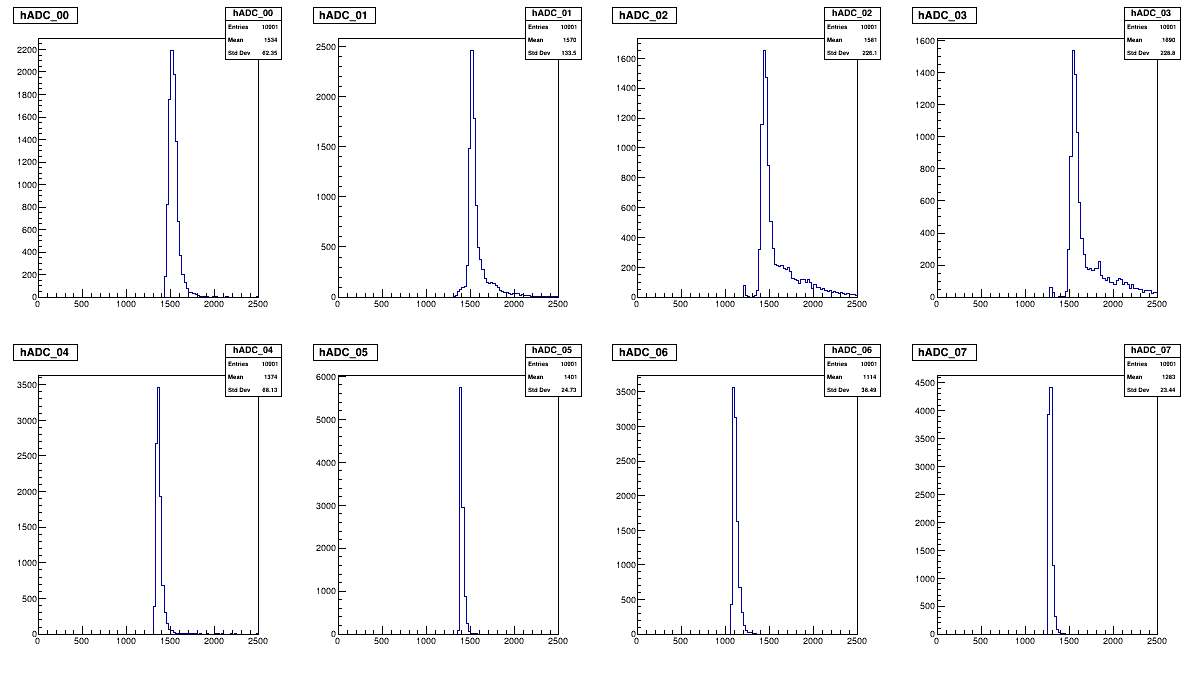 hADC_00
hADC_00
Entries 10001
Mean 1534
Std Dev 62.35
2200
2000
1800
1600
1400
1200
1000
800
600
400
200
0
0 500 1000 1500 2000 2500
hADC_01
hADC_01
Entries 10001
Mean 1570
Std Dev 133.5
2500
2000
1500
1000
500
0
0 500 1000 1500 2000 2500
hADC_02
hADC_02
Entries 10001
Mean 1581
Std Dev 226.1
1600
1400
1200
1000
800
600
400
200
0
0 500 1000 1500 2000 2500
hADC_03
hADC_03
Entries 10001
Mean 1690
Std Dev 228.8
1600
1400
1200
1000
800
600
400
200
0
0 500 1000 1500 2000 2500
hADC_04
hADC_04
Entries 10001
Mean 1374
Std Dev 68.13
3500
3000
2500
2000
1500
1000
500
0
0 500 1000 1500 2000 2500
hADC_05
hADC_05
Entries 10001
Mean 1401
Std Dev 24.73
6000
5000
4000
3000
2000
1000
0
0 500 1000 1500 2000 2500
hADC_06
hADC_06
Entries 10001
Mean 1114
Std Dev 36.49
3500
3000
2500
2000
1500
1000
500
0
0 500 1000 1500 2000 2500
hADC_07
hADC_07
Entries 10001
Mean 1283
Std Dev 23.44
4500
4000
3500
3000
2500
2000
1500
1000
500
0
0 500 1000 1500 2000 2500